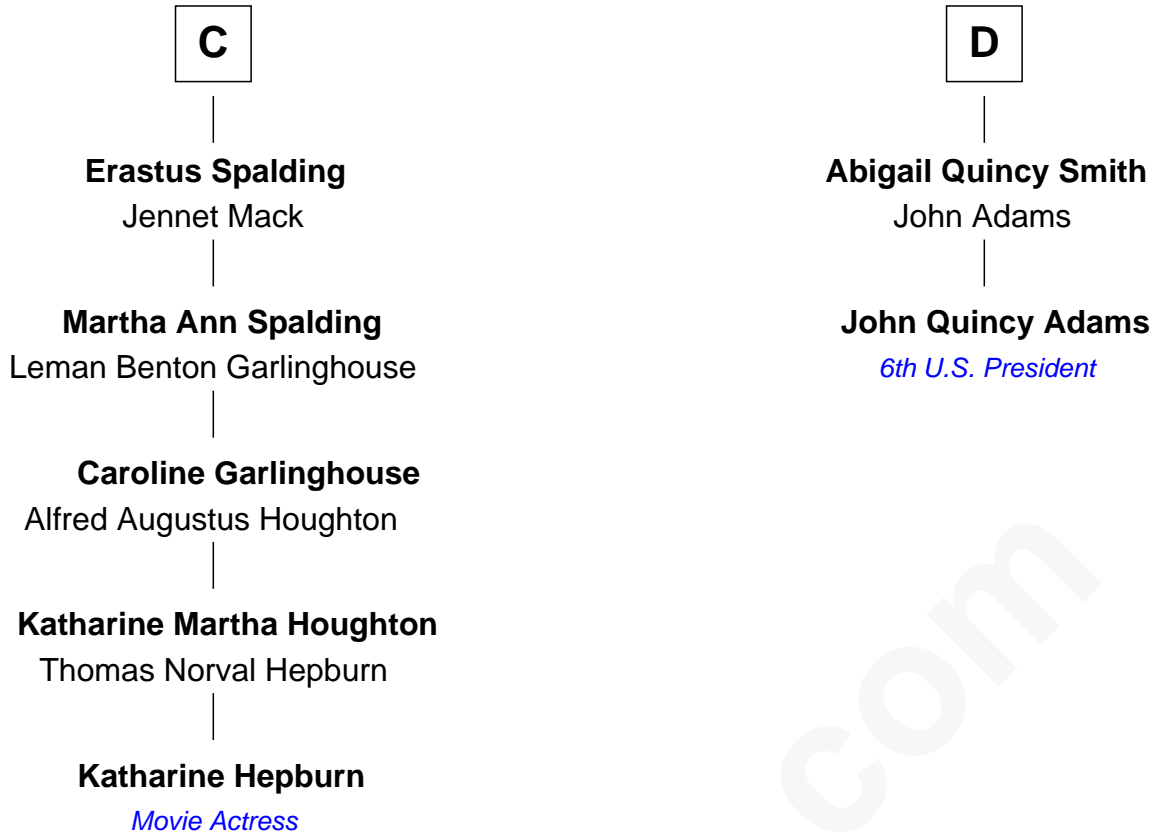 C
Erastus Spalding
Jennet Mack
Martha Ann Spalding
Leman Benton Garlinghouse
Caroline Garlinghouse
Alfred Augustus Houghton
Katharine Martha Houghton
Thomas Norval Hepburn
Katharine Hepburn
Movie Actress
D
Abigail Quincy Smith
John Adams
John Quincy Adams
6th U.S. President
com